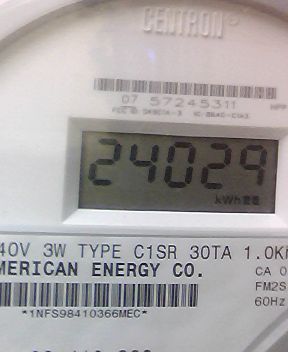 CENTRON
07 57245311
24029
kWh
40V 3W TYPE C1SR 30TA 1.0K
MERICAN ENERGY CO.
CA 0
FM2S
*1NFS98410366MEC*
60Hz